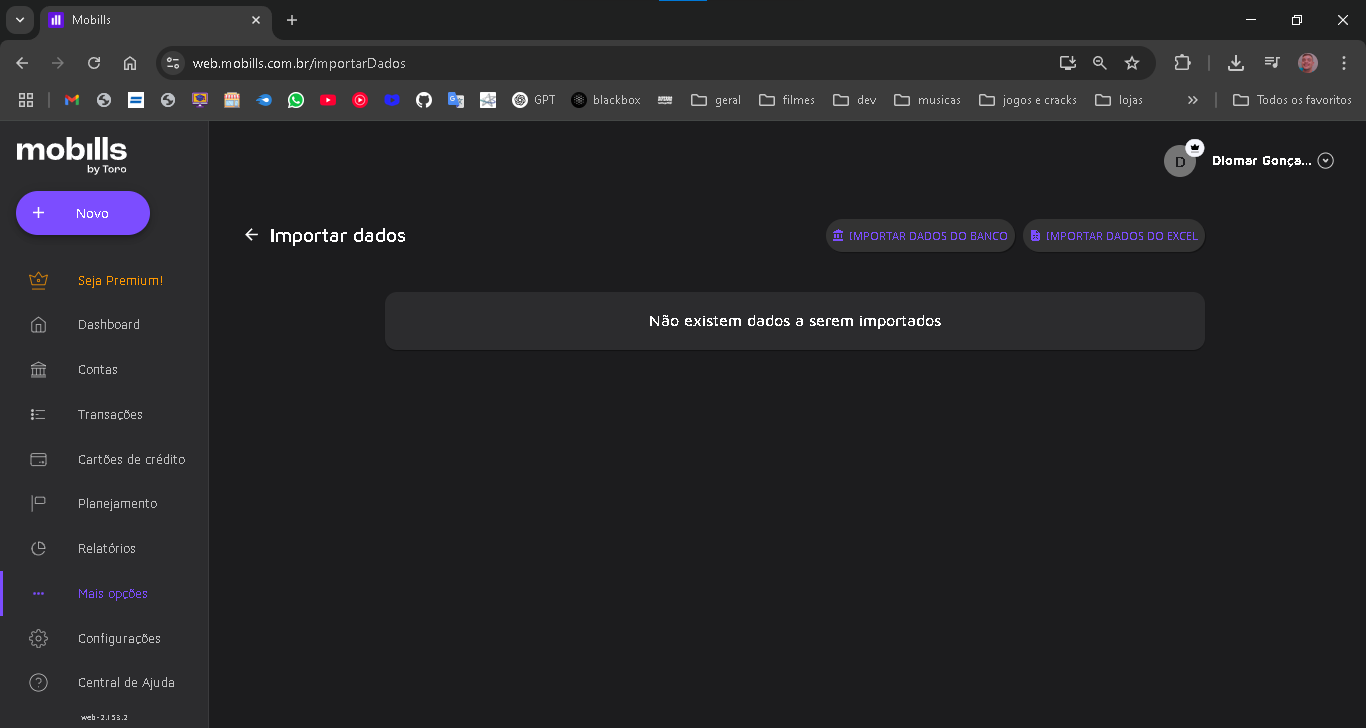 Mobills
web.mobills.com.br/importarDados
GPT
blackbox
geral
filmes
dev
musicas
jogos e cracks
lojas
Todos os favoritos
mobills
by Toro
Novo
D
Diomar Gonça...
Importar dados
IMPORTAR DADOS DO BANCO
IMPORTAR DADOS DO EXCEL
Não existem dados a serem importados
Seja Premium!
Dashboard
Contas
Transações
Cartões de crédito
Planejamento
Relatórios
Mais opções
Configurações
Central de Ajuda
web-2.153.2